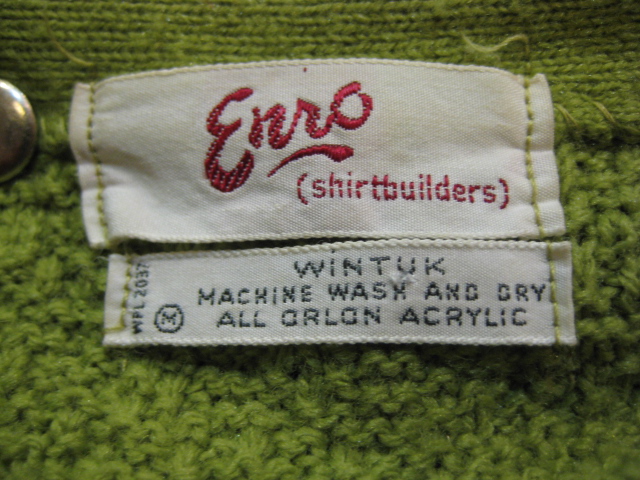 Enro
(shirtbuilders)
WINTUK
MACHINE WASH AND DRY
ALL ORLON ACRYLIC
M
WPL 2037